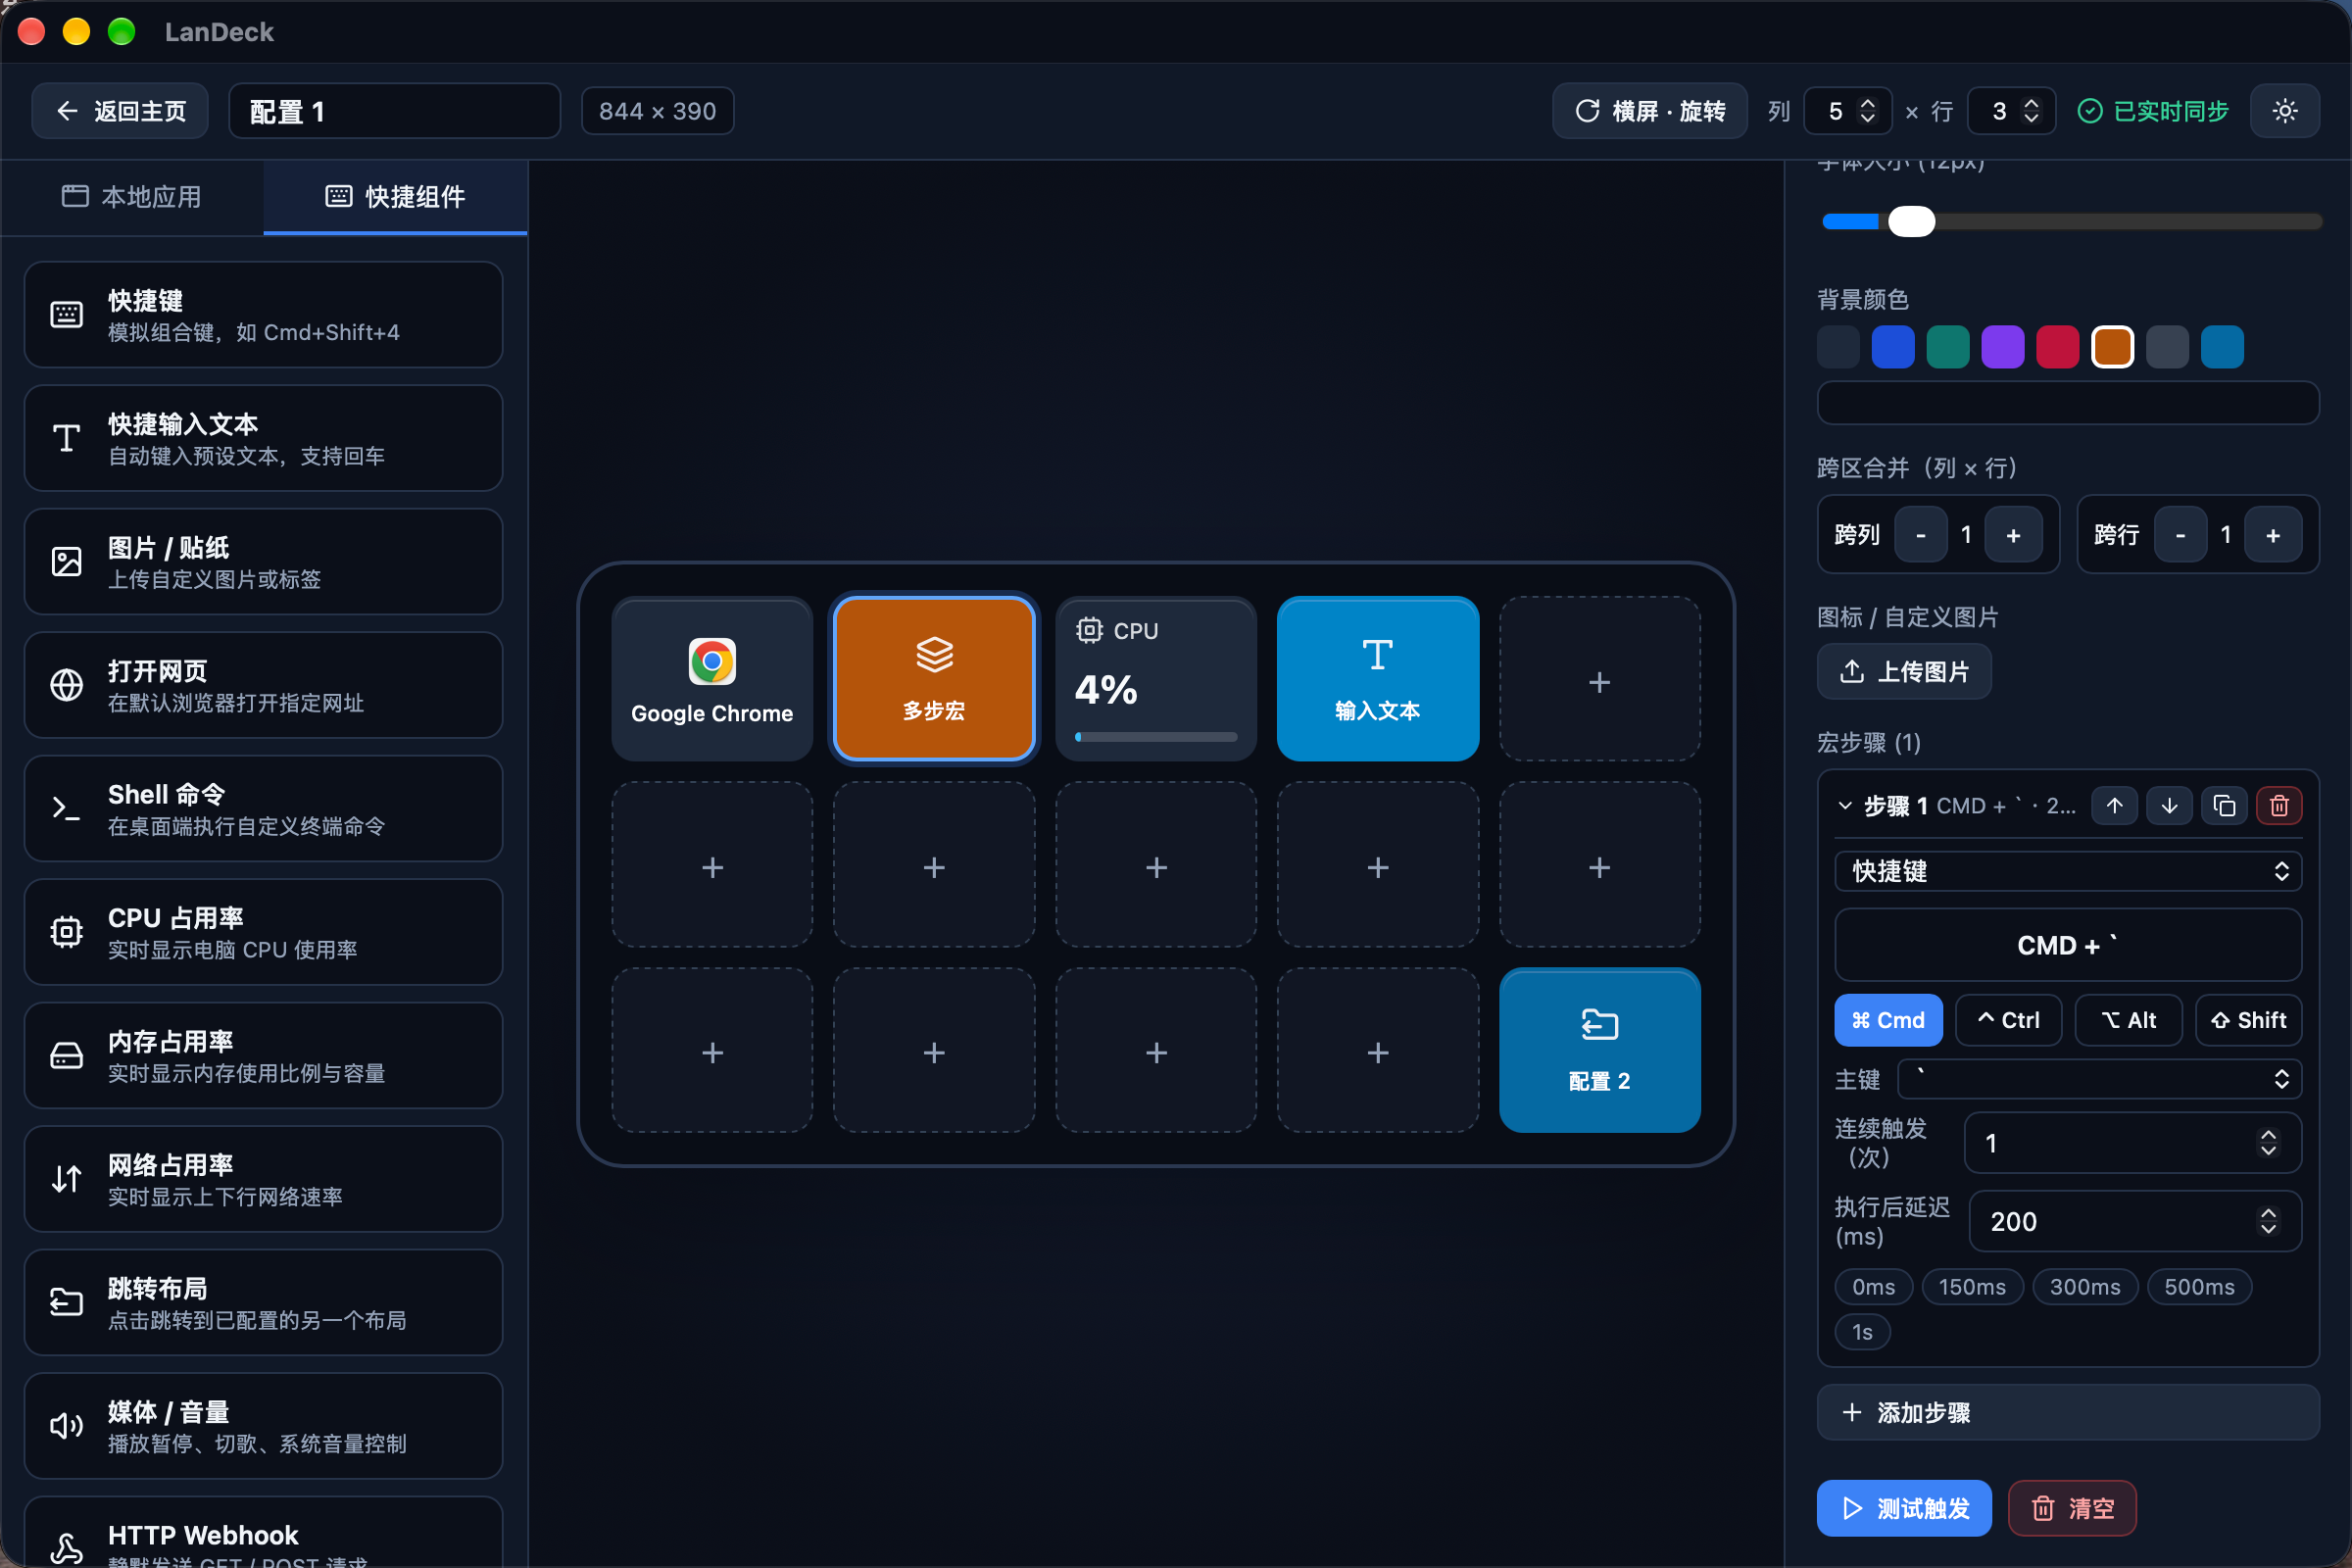 LanDeck
返回主页
配置 1
844 × 390
横屏 · 旋转
列
5
× 行
3
已实时同步
本地应用
快捷组件
快捷键
模拟组合键，如 Cmd+Shift+4
快捷输入文本
自动键入预设文本，支持回车
图片 / 贴纸
上传自定义图片或标签
打开网页
在默认浏览器打开指定网址
Shell 命令
在桌面端执行自定义终端命令
CPU 占用率
实时显示电脑 CPU 使用率
内存占用率
实时显示内存使用比例与容量
网络占用率
实时显示上下行网络速率
跳转布局
点击跳转到已配置的另一个布局
媒体 / 音量
播放暂停、切歌、系统音量控制
HTTP Webhook
静默发送 GET / POST 请求
Google Chrome
多步宏
CPU
4%
输入文本
+
+
+
+
+
+
+
+
+
+
配置 2
字体大小 (12px)
背景颜色
跨区合并（列 × 行）
跨列
-
1
+
跨行
-
1
+
图标 / 自定义图片
上传图片
宏步骤 (1)
步骤 1 CMD + ` · 2...
快捷键
CMD + `
⌘ Cmd
^ Ctrl
⌥ Alt
⇧ Shift
主键
`
连续触发
（次）
1
执行后延迟
(ms)
200
0ms
150ms
300ms
500ms
1s
+ 添加步骤
测试触发
清空